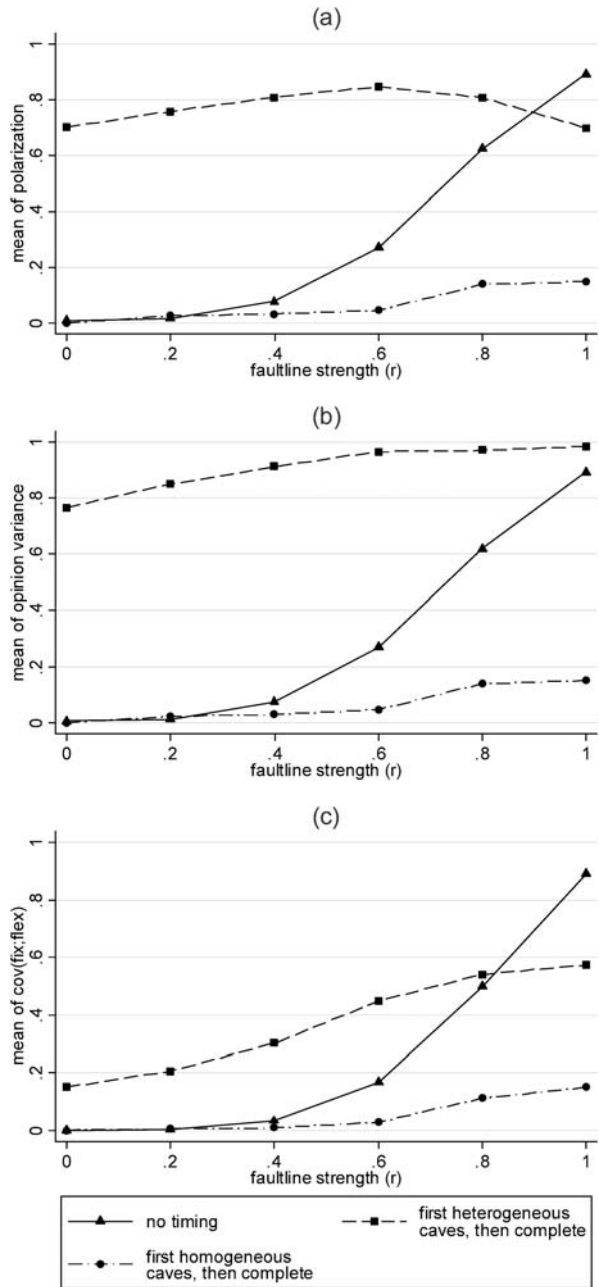 (a)
mean of polarization
0 .2 .4 .6 .8 1
0 .2 .4 .6 .8 1
faultline strength (r)
(b)
mean of opinion variance
0 .2 .4 .6 .8 1
0 .2 .4 .6 .8 1
faultline strength (r)
(c)
mean of cov(fix;flex)
0 .2 .4 .6 .8 1
0 .2 .4 .6 .8 1
faultline strength (r)
no timing
first heterogeneous
caves, then complete
first homogeneous
caves, then complete